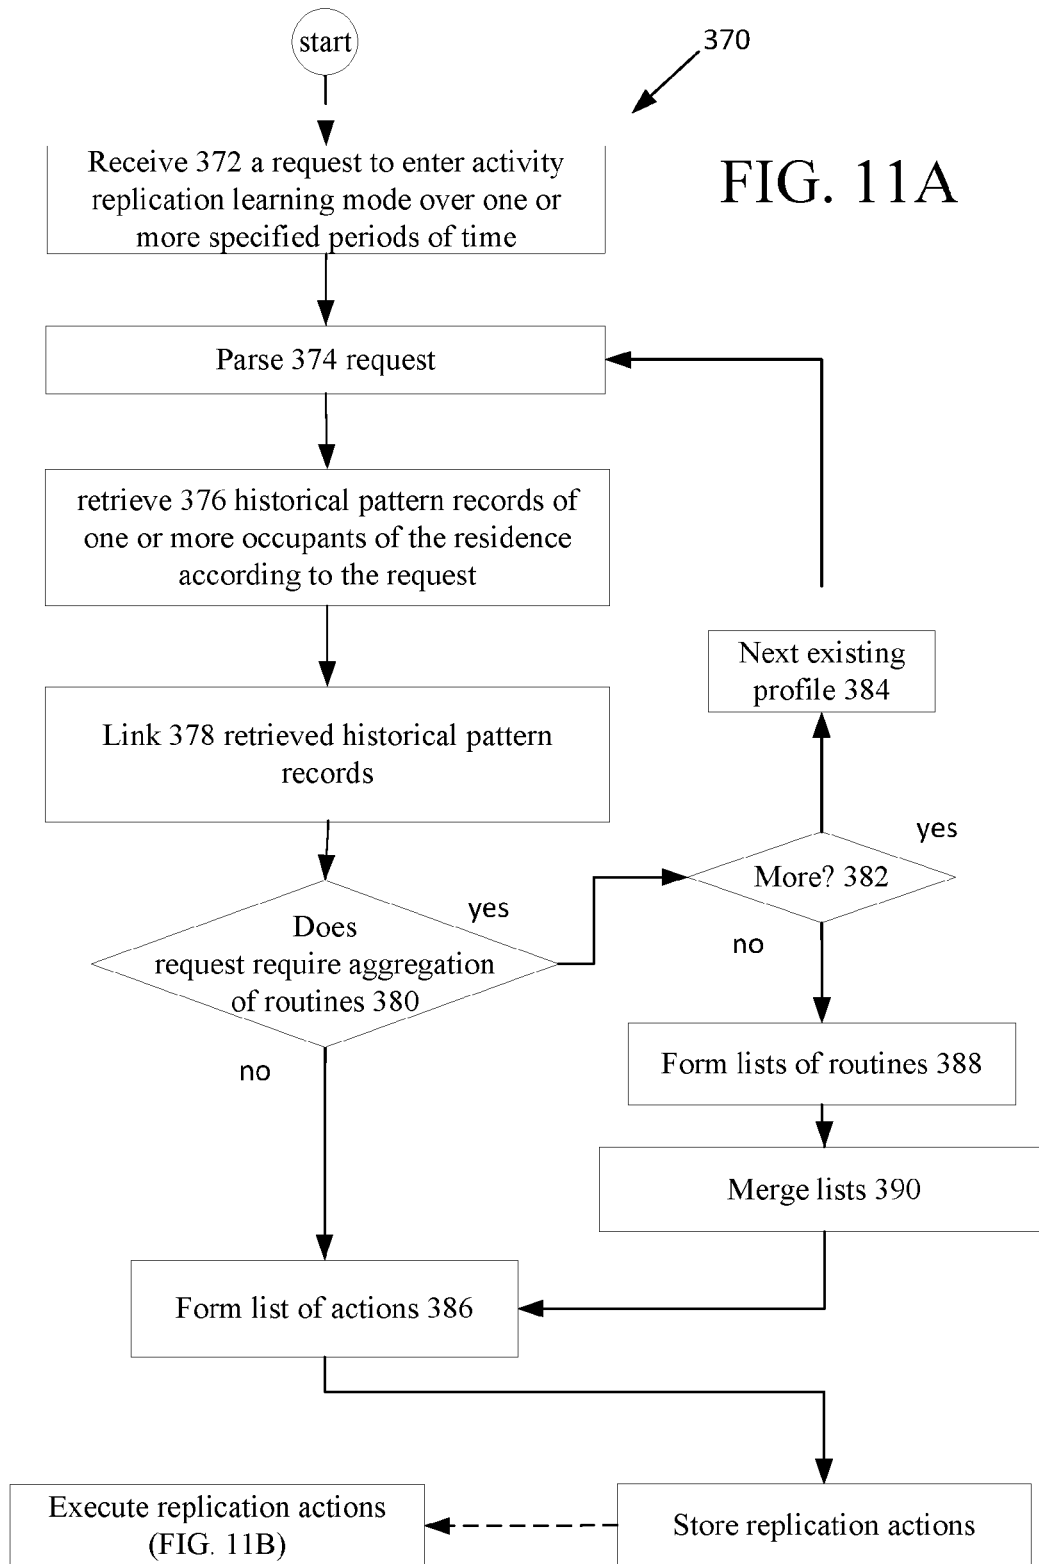 start
370
FIG. 11A
Receive 372 a request to enter activity
replication learning mode over one or
more specified periods of time
Parse 374 request
retrieve 376 historical pattern records of
one or more occupants of the residence
according to the request
Next existing
profile 384
Link 378 retrieved historical pattern
records
yes
More? 382
no
yes
Does
request require aggregation
of routines 380
no
Form lists of routines 388
Merge lists 390
Form list of actions 386
Execute replication actions
(FIG. 11B)
Store replication actions